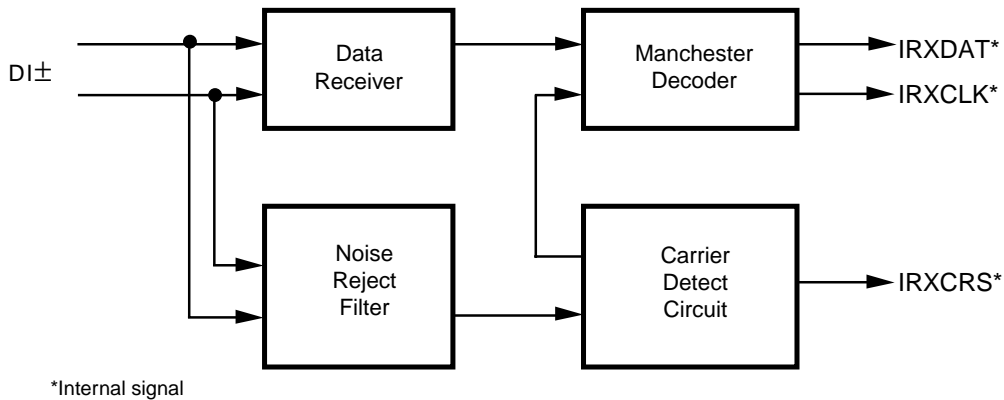 DI±
Data
Receiver
Manchester
Decoder
IRXDAT*
IRXCLK*
Noise
Reject
Filter
Carrier
Detect
Circuit
IRXCRS*
*Internal signal